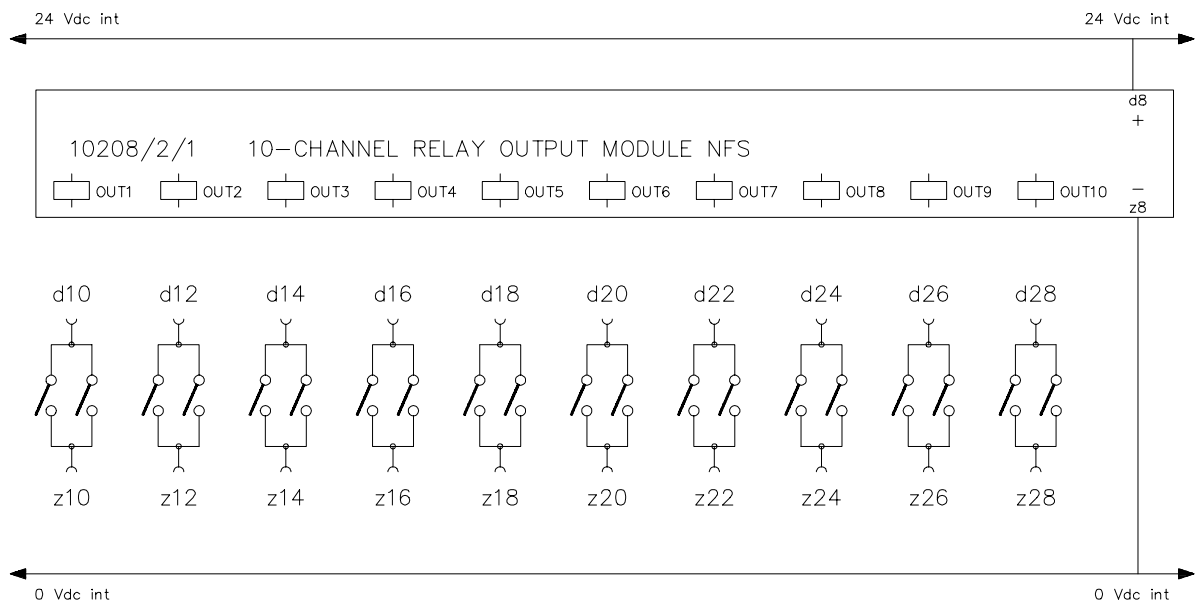 24 Vdc int 24 Vdc int
d8
+
10208/2/1 10-CHANNEL RELAY OUTPUT MODULE NFS
OUT1 OUT2 OUT3 OUT4 OUT5 OUT6 OUT7 OUT8 OUT9 OUT10 −
z8
d10 d12 d14 d16 d18 d20 d22 d24 d26 d28
z10 z12 z14 z16 z18 z20 z22 z24 z26 z28
0 Vdc int 0 Vdc int